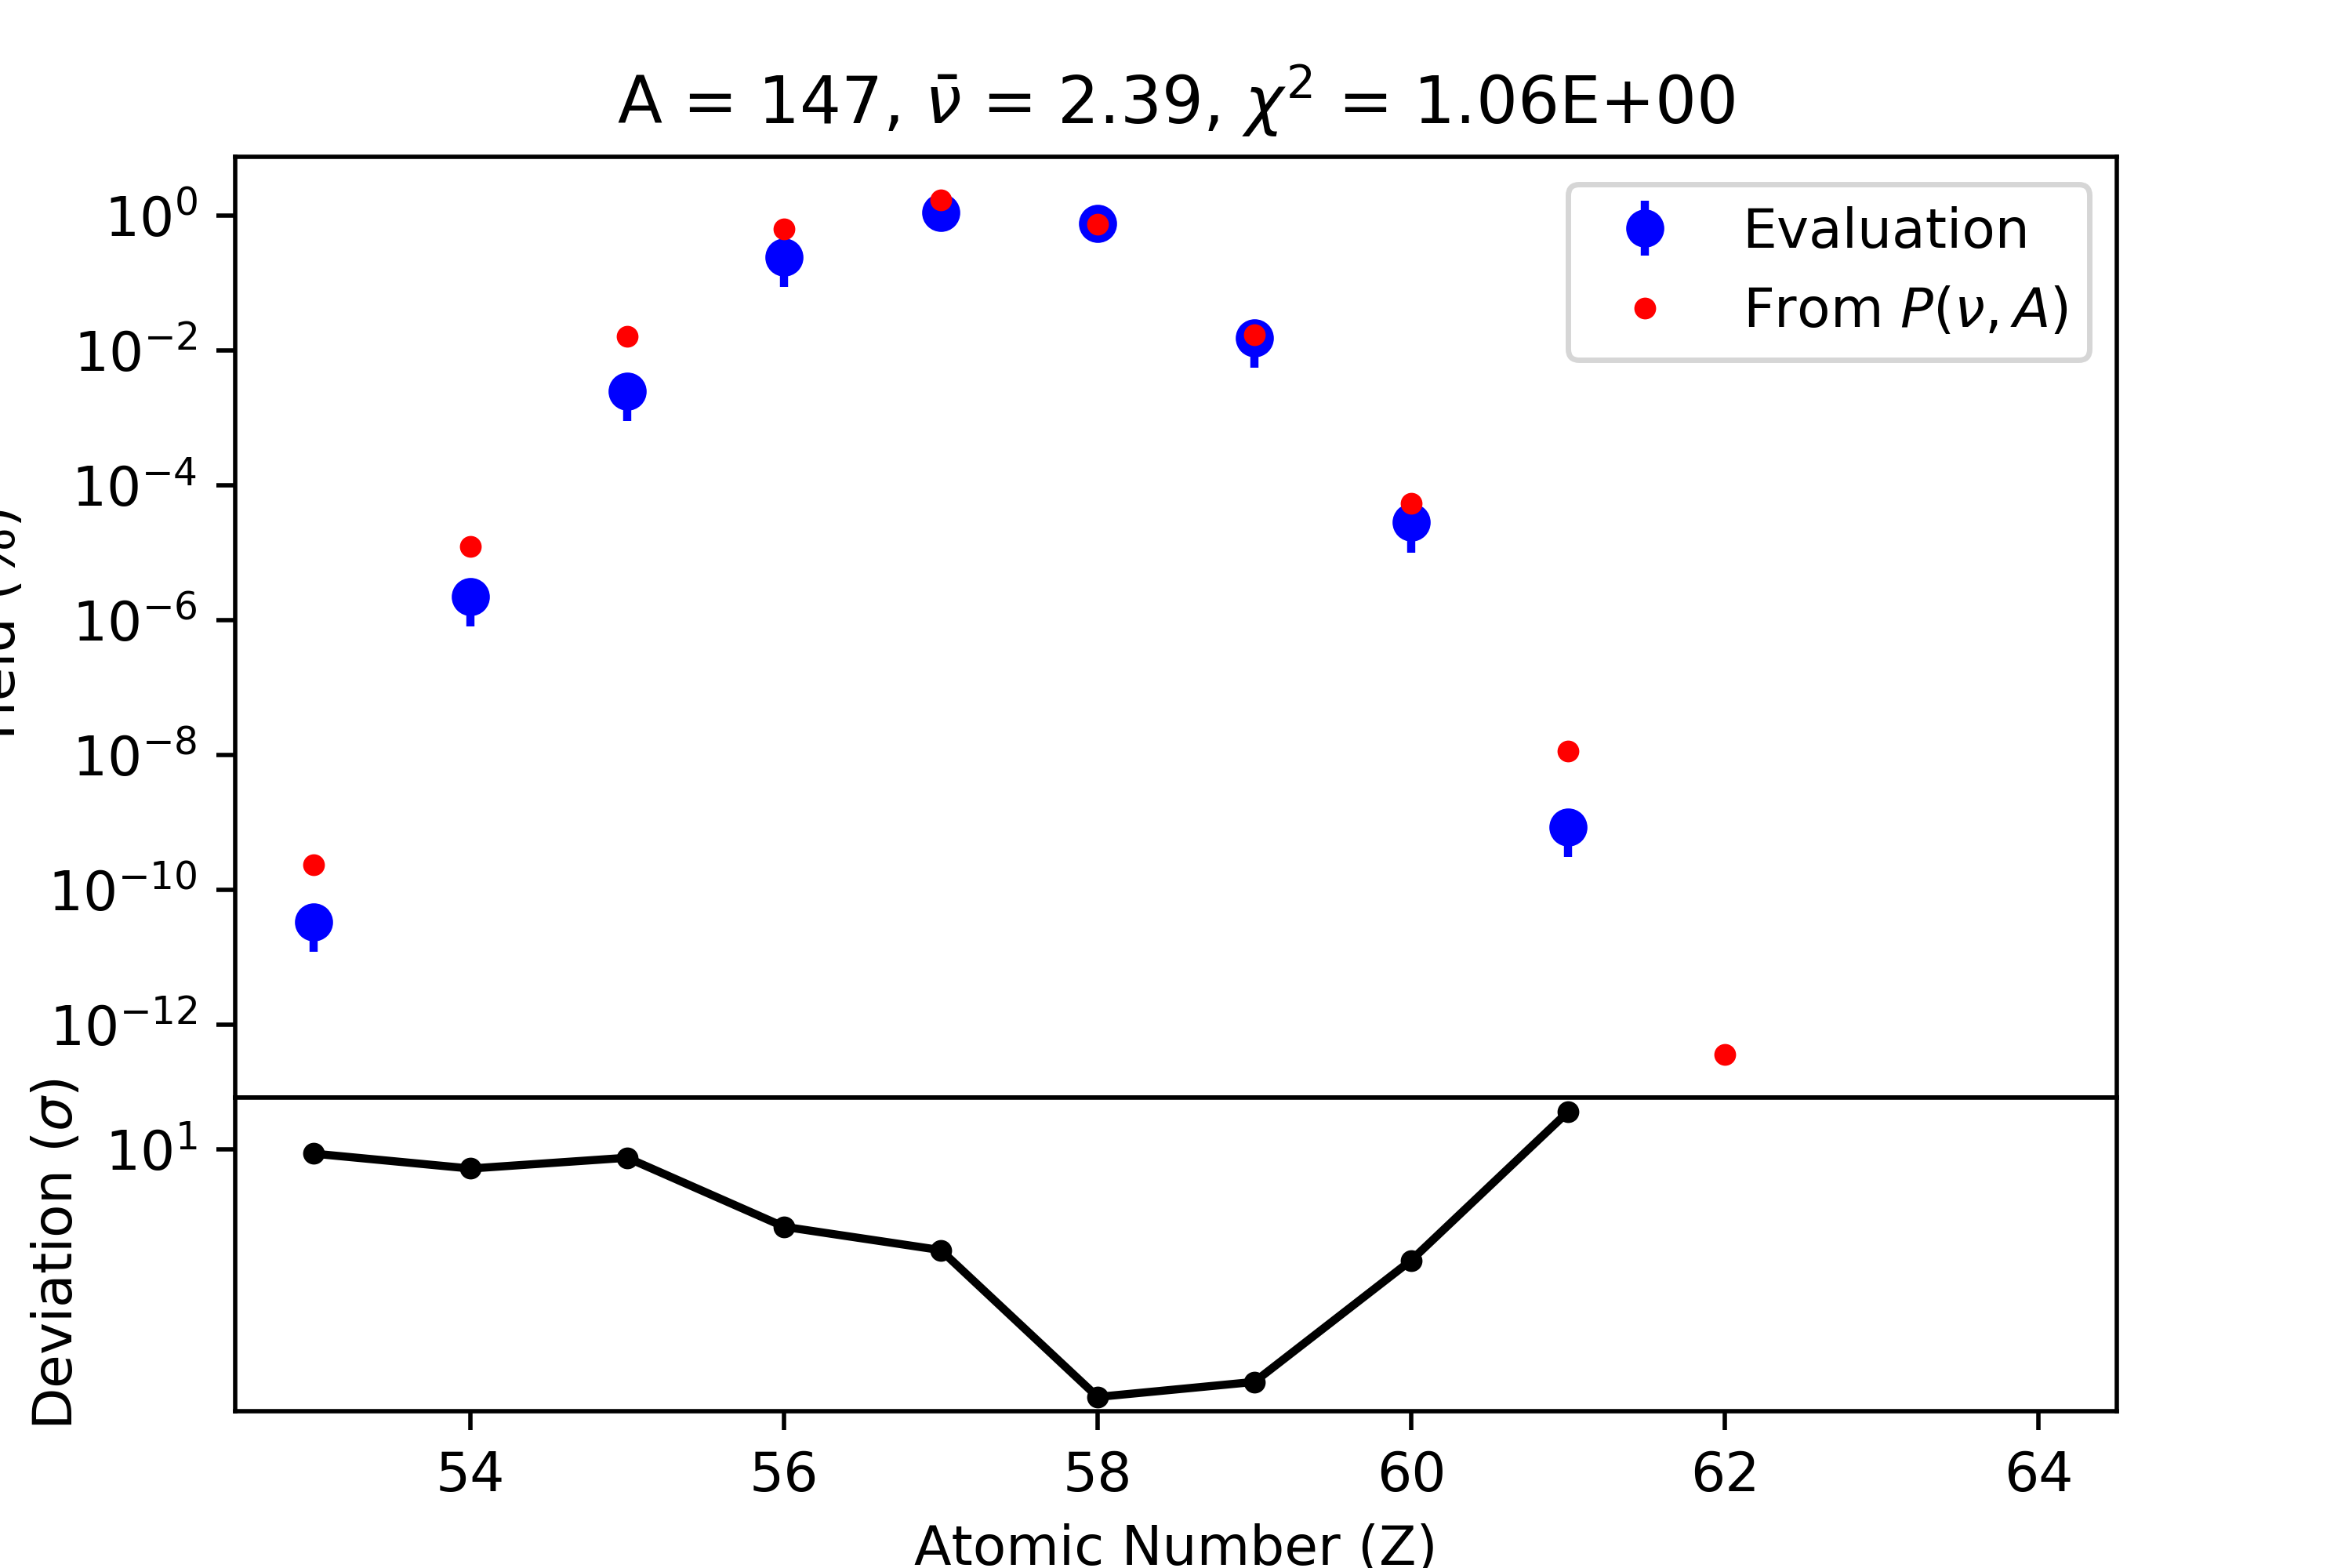 A = 147, ν̄ = 2.39, χ² = 1.06E+00
Evaluation
From P(ν, A)
10⁰
10⁻²
10⁻⁴
10⁻⁶
10⁻⁸
10⁻¹⁰
10⁻¹²
(%)
10¹
Deviation (σ)
54 56 58 60 62 64
Atomic Number (Z)